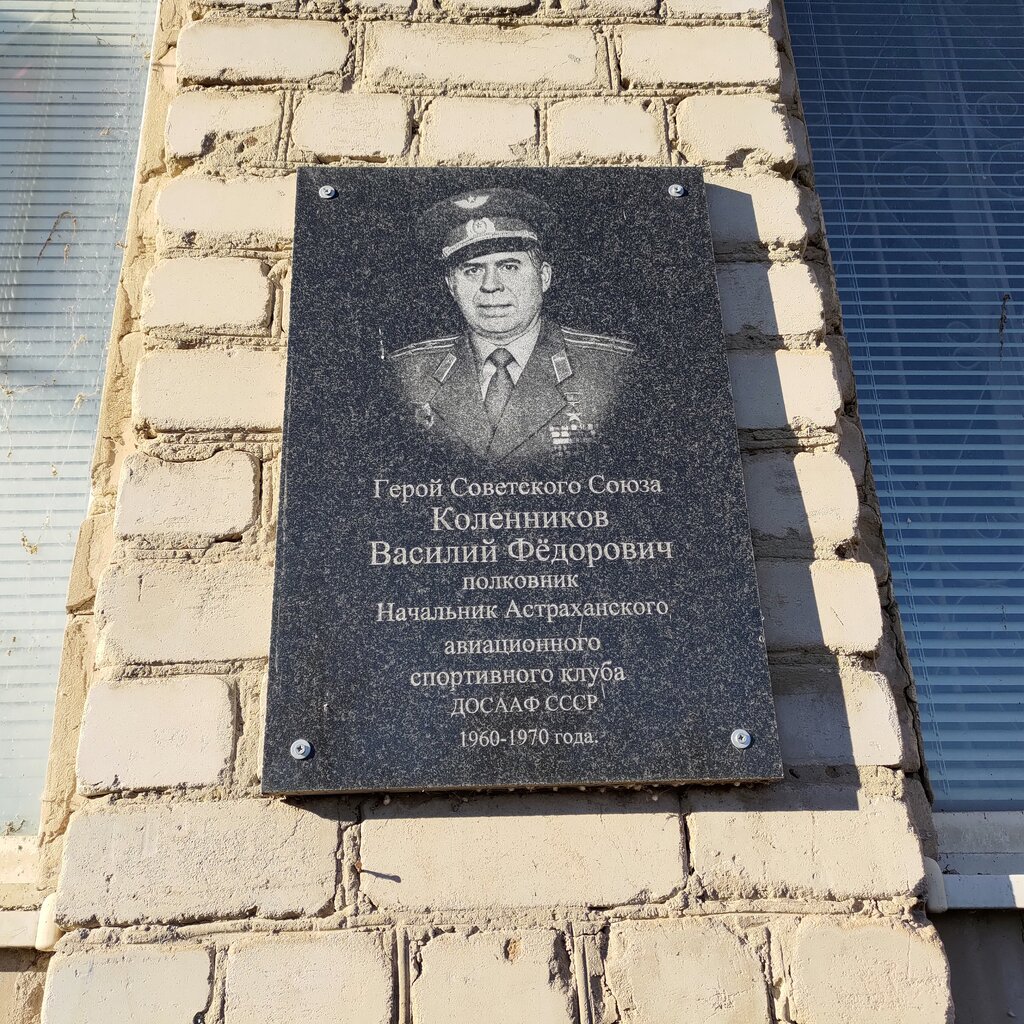 Герой Советского Союза
Коленников
Василий Фёдорович
полковник
Начальник Астраханского
авиационного
спортивного клуба
ДОСААФ СССР
1960-1970 года.